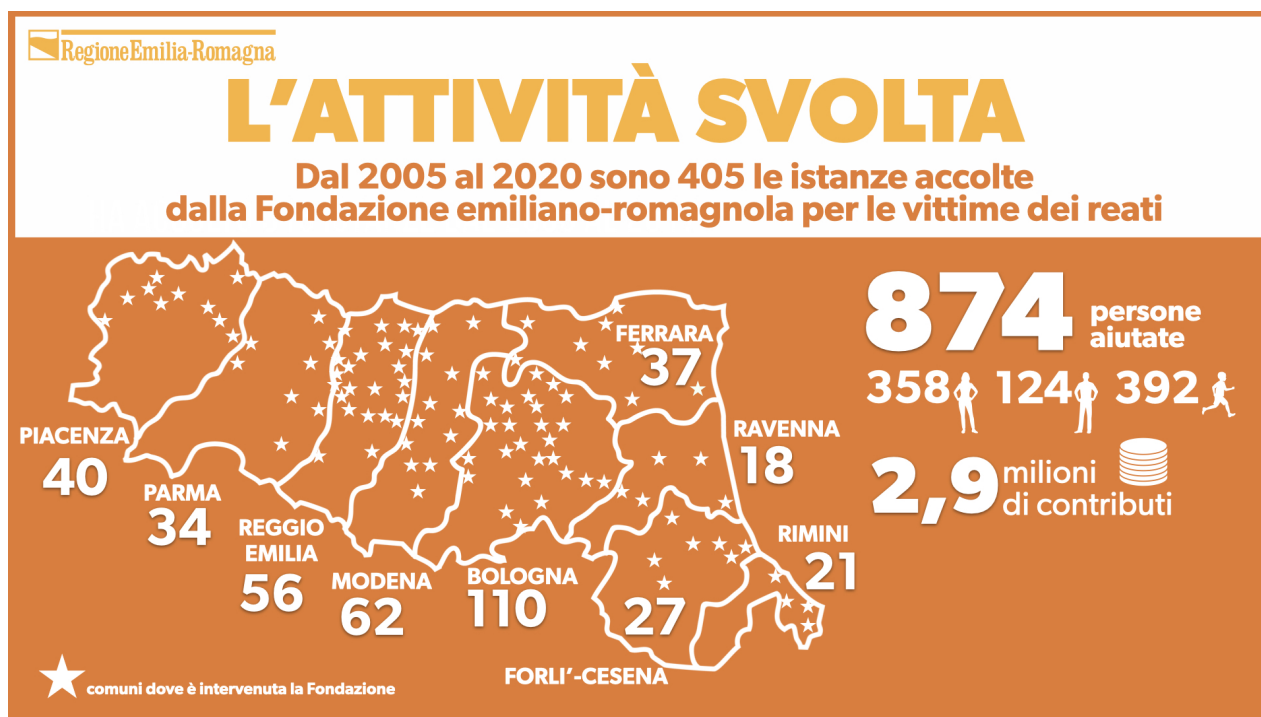 RegioneEmilia-Romagna
L'ATTIVITÀ SVOLTA
Dal 2005 al 2020 sono 405 le istanze accolte
dalla Fondazione emiliano-romagnola per le vittime dei reati
874 persone
aiutate
358 124 392
2,9 milioni
di contributi
FERRARA
37
RAVENNA
18
PIACENZA
40
PARMA
34
REGGIO
EMILIA
56
MODENA
62
BOLOGNA
110
27
FORLI'-CESENA
RIMINI
21
comuni dove è intervenuta la Fondazione